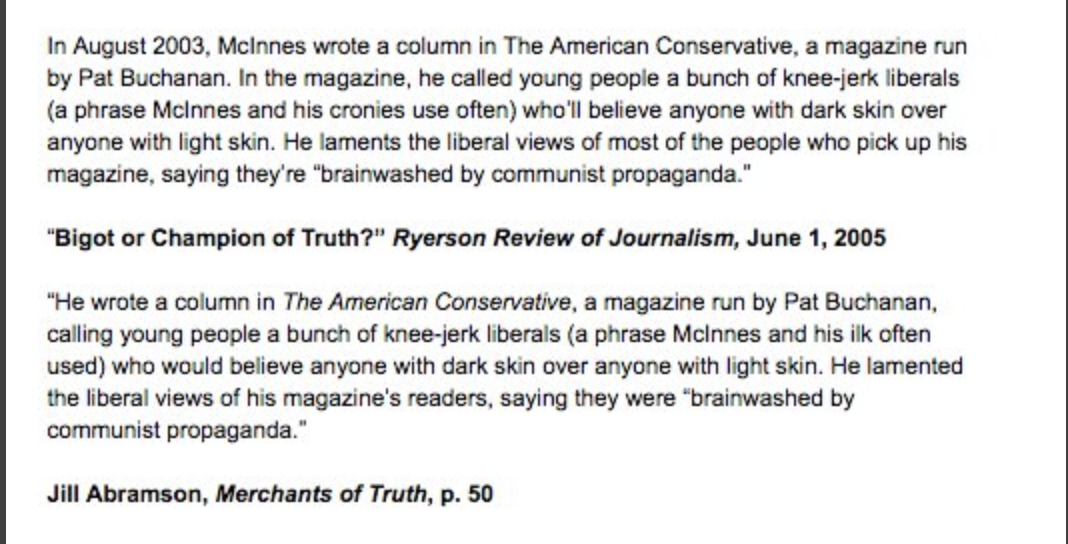 In August 2003, McInnes wrote a column in The American Conservative, a magazine run
by Pat Buchanan. In the magazine, he called young people a bunch of knee-jerk liberals
(a phrase McInnes and his cronies use often) who'll believe anyone with dark skin over
anyone with light skin. He laments the liberal views of most of the people who pick up his
magazine, saying they're “brainwashed by communist propaganda.”
“Bigot or Champion of Truth?” Ryerson Review of Journalism, June 1, 2005
“He wrote a column in The American Conservative, a magazine run by Pat Buchanan,
calling young people a bunch of knee-jerk liberals (a phrase McInnes and his ilk often
used) who would believe anyone with dark skin over anyone with light skin. He lamented
the liberal views of his magazine's readers, saying they were “brainwashed by
communist propaganda.”
Jill Abramson, Merchants of Truth, p. 50